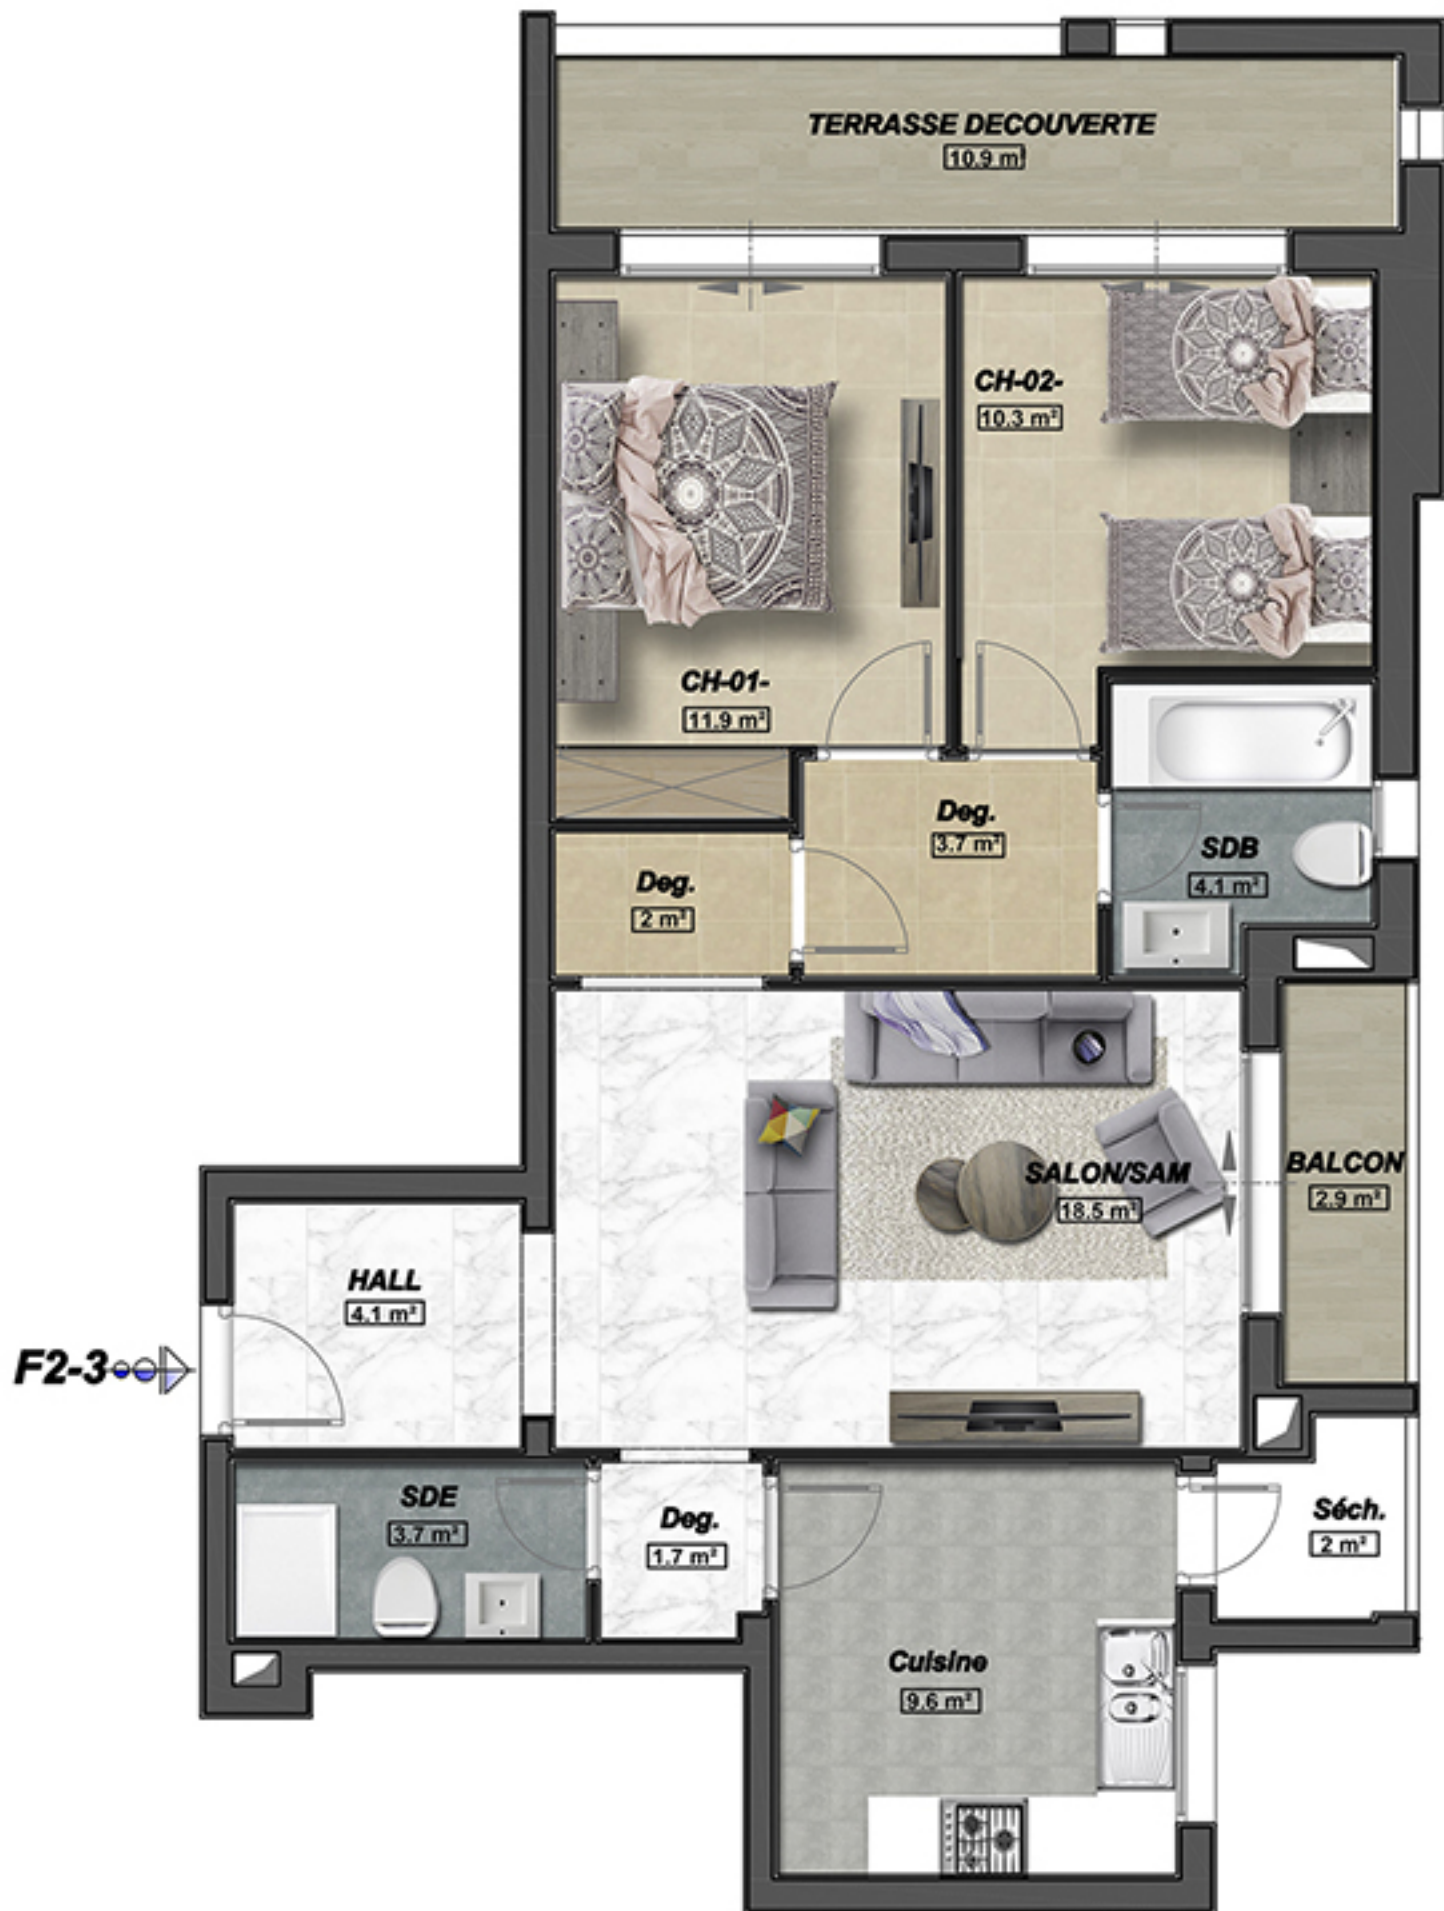 TERRASSE DECOUVERTE
10.9 m²
CH-02-
10.3 m²
CH-01-
11.9 m²
Deg.
3.7 m²
SDB
4.1 m²
Deg.
2 m²
SALON/SAM
18.5 m²
BALCON
2.9 m²
HALL
4.1 m²
F2-3
SDE
3.7 m²
Deg.
1.7 m²
Séch.
2 m²
Cuisine
9.6 m²